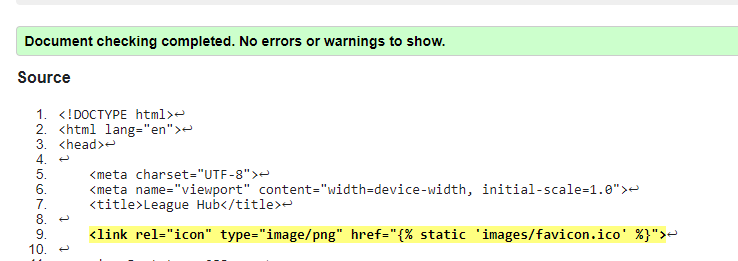 Document checking completed. No errors or warnings to show.
Source
1. <!DOCTYPE html>↩
2. <html lang="en">↩
3. <head>↩
4. ↩
5. <meta charset="UTF-8">↩
6. <meta name="viewport" content="width=device-width, initial-scale=1.0">↩
7. <title>League Hub</title>↩
8. ↩
9. <link rel="icon" type="image/png" href="{% static 'images/favicon.ico' %}">↩
10. ↩